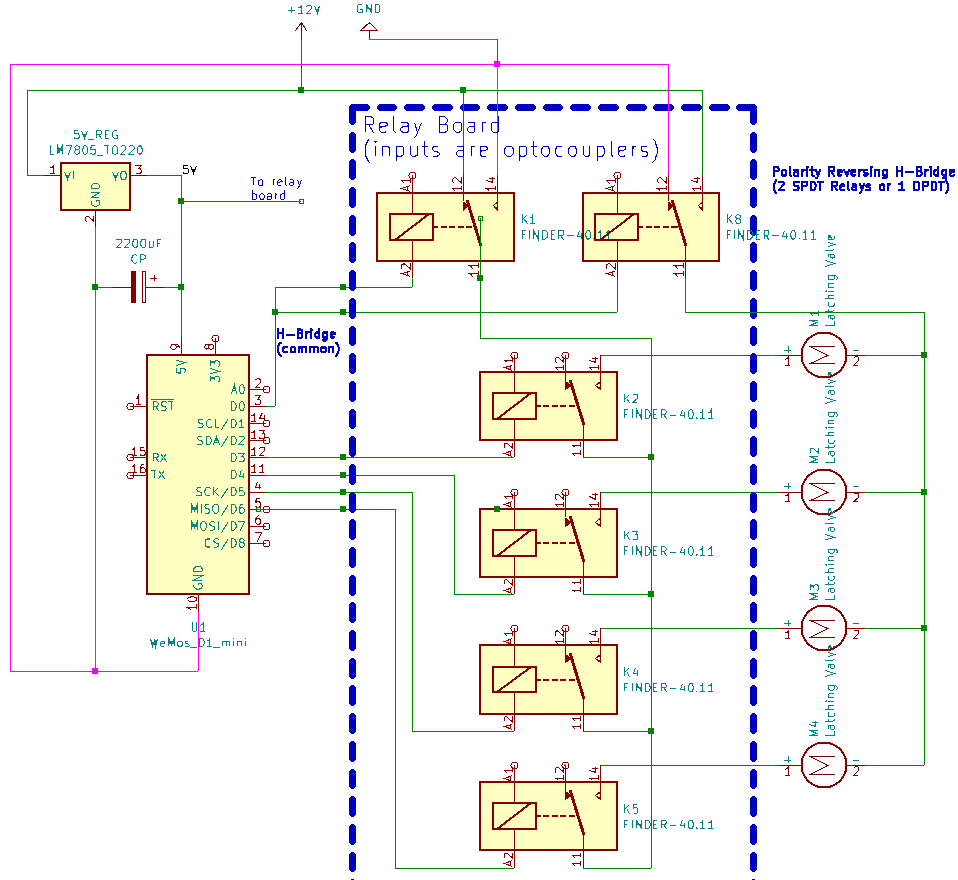 +12V
GND
Relay Board
(inputs are optocouplers)
5V_REG
LM7805_TO220
1
VI
VO
3
GND
2
5V
To relay
board
2200uF
CP
+
A1
12
14
K1
FINDER-40.11
A2
11
A1
12
14
K8
FINDER-40.11
A2
11
Polarity Reversing H-Bridge
(2 SPDT Relays or 1 DPDT)
H-Bridge
(common)
9
8
5V
3V3
1
RST
15
Rx
16
Tx
A0
2
D0
3
SCL/D1
14
SDA/D2
13
D3
12
D4
11
SCK/D5
4
MISO/D6
5
MOSI/D7
6
CS/D8
7
GND
10
U1
WeMos_D1_mini
A1
12
14
K2
FINDER-40.11
A2
11
+
1
M1
Latching Valve
-
2
A1
12
14
K3
FINDER-40.11
A2
11
+
1
M2
Latching Valve
-
2
A1
12
14
K4
FINDER-40.11
A2
11
+
1
M3
Latching Valve
-
2
A1
12
14
K5
FINDER-40.11
A2
11
+
1
M4
Latching Valve
-
2